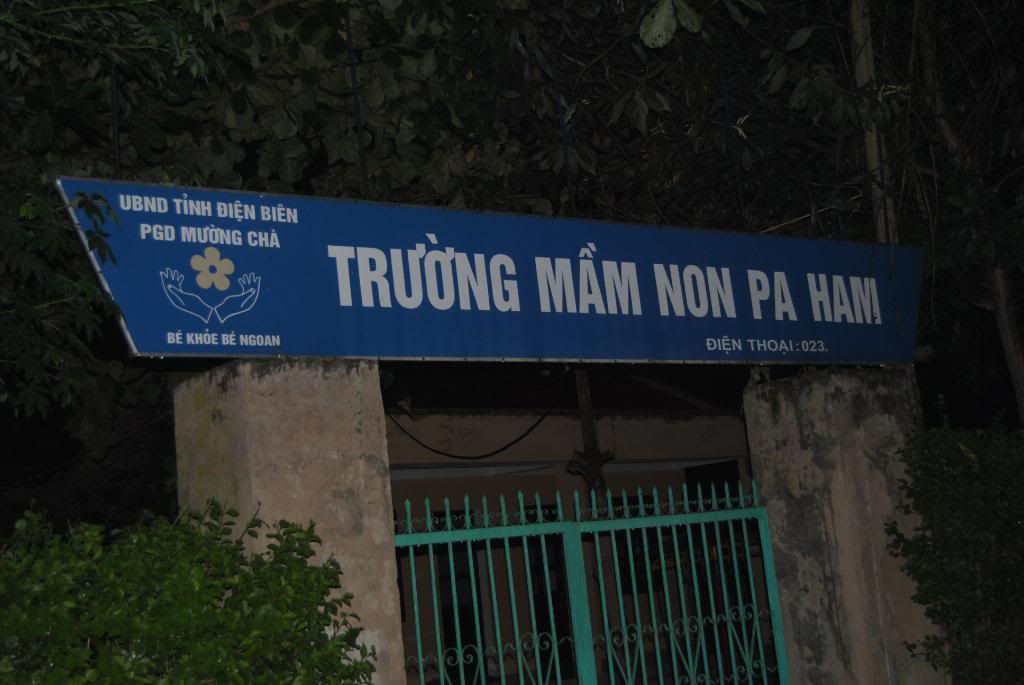 UBND TỈNH ĐIỆN BIÊN
PGD MƯỜNG CHÀ
BÉ KHỎE BÉ NGOAN
TRƯỜNG MẦM NON PA HAM
ĐIỆN THOẠI:023.